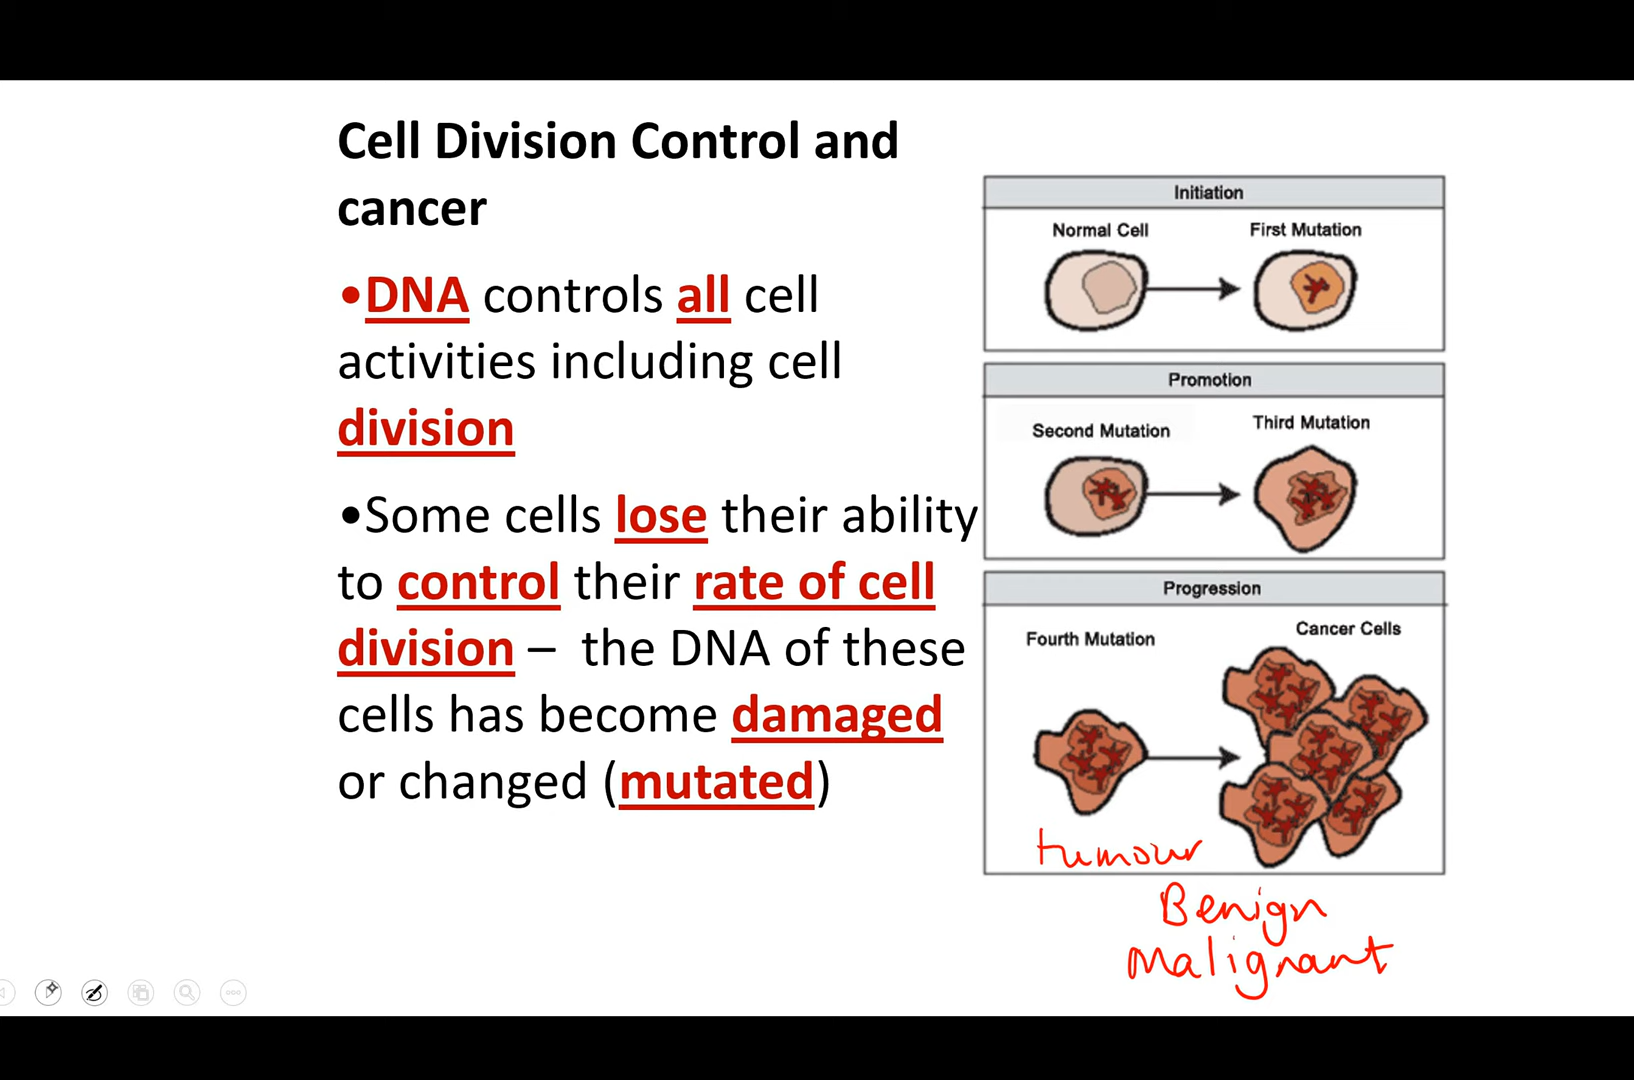 Cell Division Control and
cancer
•DNA controls all cell
activities including cell
division
•Some cells lose their ability
to control their rate of cell
division – the DNA of these
cells has become damaged
or changed (mutated)
Initiation
Normal Cell
First Mutation
Promotion
Second Mutation
Third Mutation
Progression
Fourth Mutation
Cancer Cells
tumour
Benign
Malignant